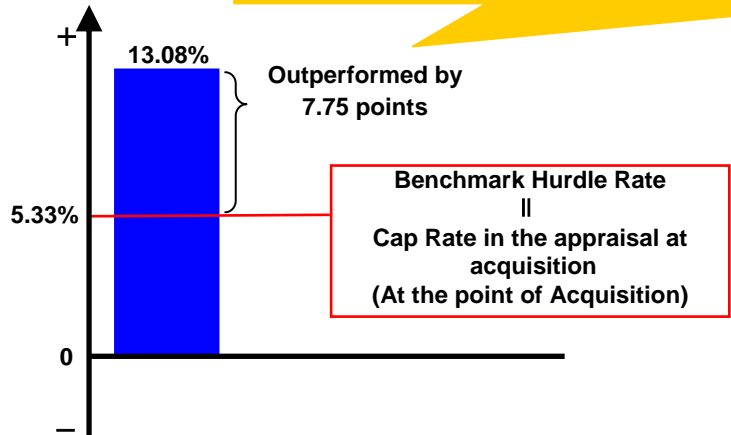 +
13.08%
Outperformed by
7.75 points
5.33%
Benchmark Hurdle Rate
||
Cap Rate in the appraisal at
acquisition
(At the point of Acquisition)
0
−